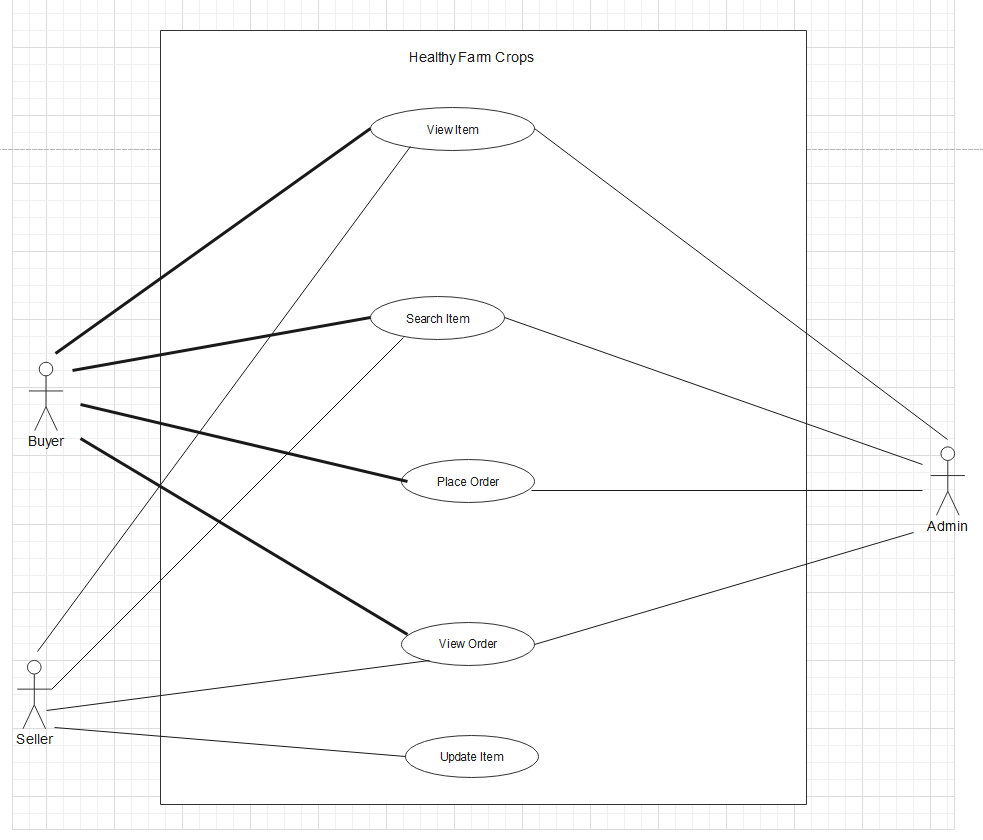 Healthy Farm Crops
View Item
Search Item
Buyer
Place Order
Admin
View Order
Seller
Update Item